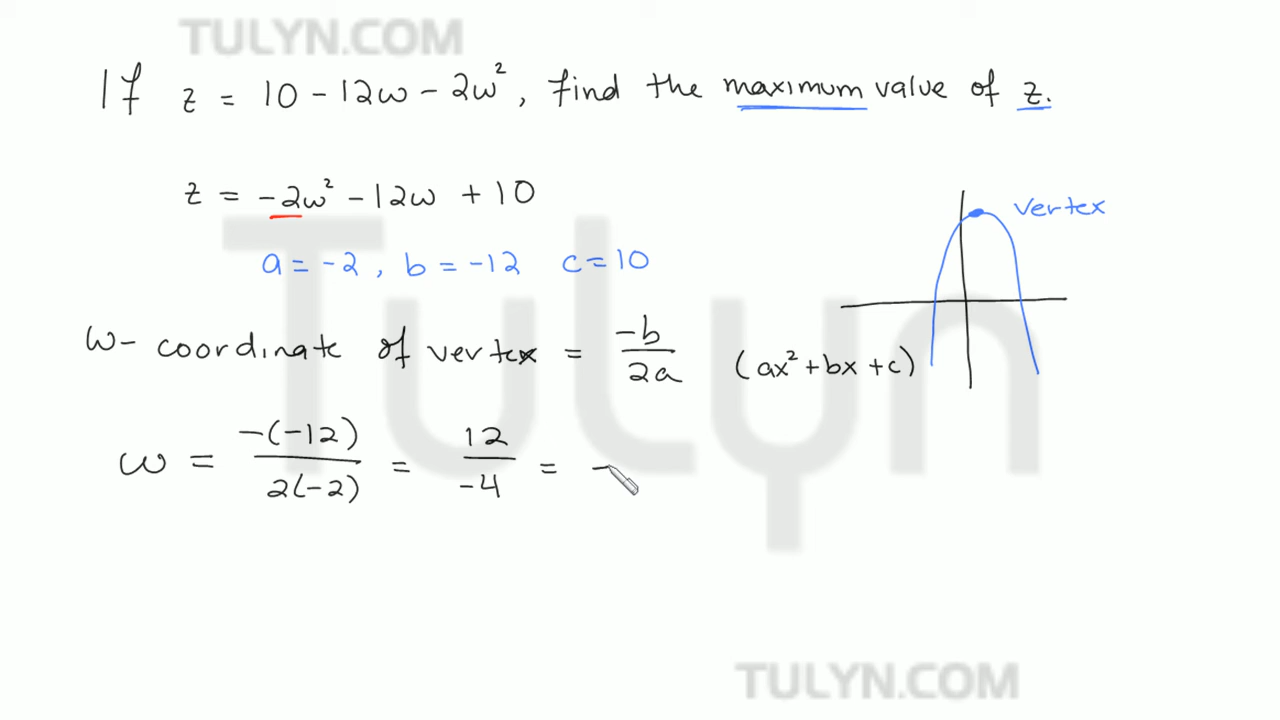 TULYN.COM
If z = 10 - 12w - 2w², find the maximum value of z.
z = -2w² - 12w + 10
vertex
a = -2, b = -12 c = 10
Tulyn
w- coordinate of vertex = -b/2a (ax² + bx + c)
w = -(-12)/2(-2) = 12/-4 = -
TULYN.COM